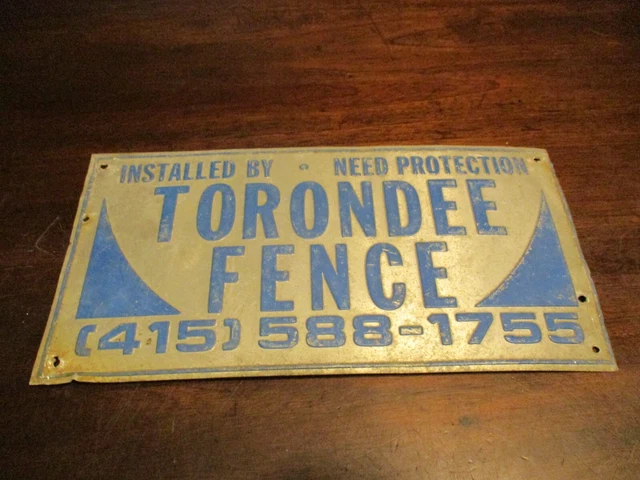 INSTALLED BY • NEED PROTECTION
TORONDEE
FENCE
(415) 588-1755